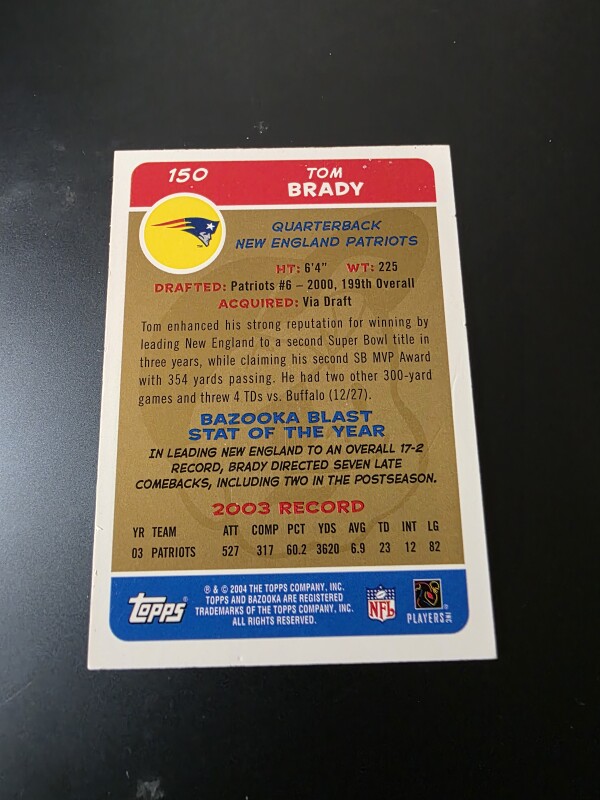 150 TOM
BRADY
QUARTERBACK
NEW ENGLAND PATRIOTS
HT: 6'4" WT: 225
DRAFTED: Patriots #6 – 2000, 199th Overall
ACQUIRED: Via Draft
Tom enhanced his strong reputation for winning by
leading New England to a second Super Bowl title in
three years, while claiming his second SB MVP Award
with 354 yards passing. He had two other 300-yard
games and threw 4 TDs vs. Buffalo (12/27).
BAZOOKA BLAST
STAT OF THE YEAR
IN LEADING NEW ENGLAND TO AN OVERALL 17-2
RECORD, BRADY DIRECTED SEVEN LATE
COMEBACKS, INCLUDING TWO IN THE POSTSEASON.
2003 RECORD
YR TEAM ATT COMP PCT YDS AVG TD INT LG
03 PATRIOTS 527 317 60.2 3620 6.9 23 12 82
topps®
® & © 2004 THE TOPPS COMPANY, INC.
TOPPS AND BAZOOKA ARE REGISTERED
TRADEMARKS OF THE TOPPS COMPANY, INC.
ALL RIGHTS RESERVED.
NFL
PLAYERS INC